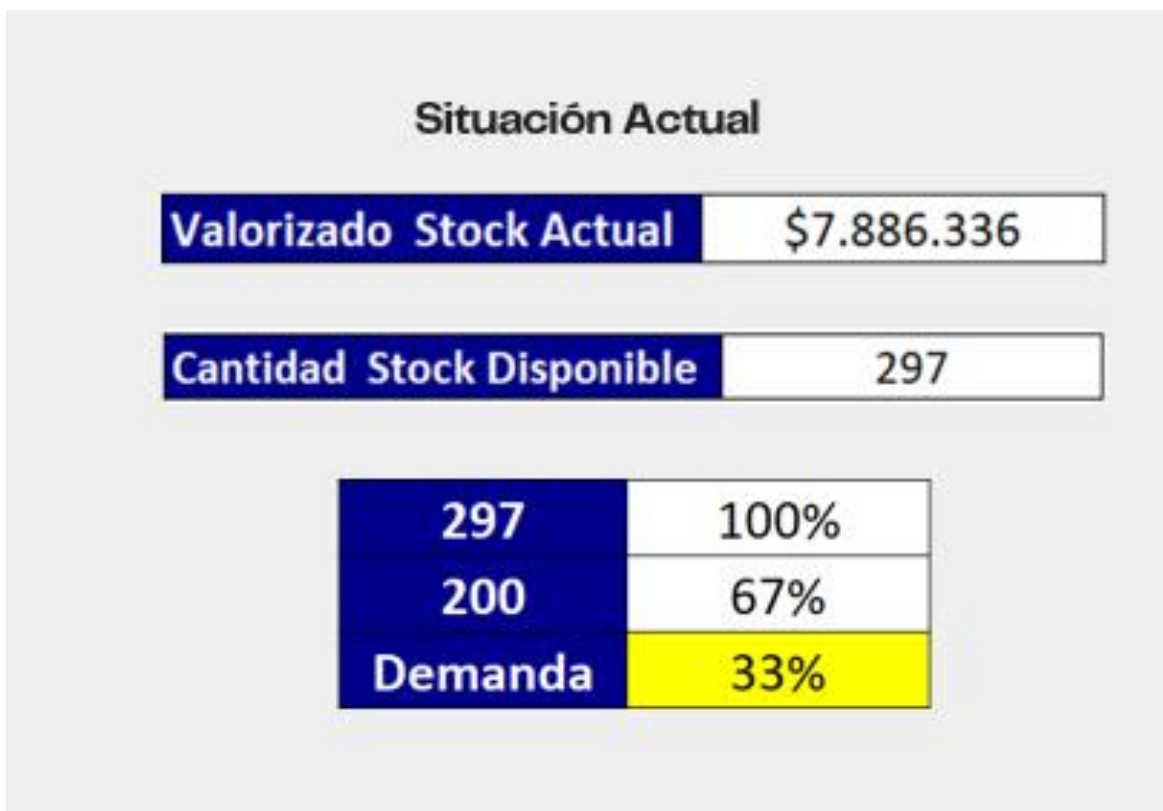 Situación Actual
Valorizado Stock Actual $7.886.336
Cantidad Stock Disponible 297
297 100%
200 67%
Demanda 33%